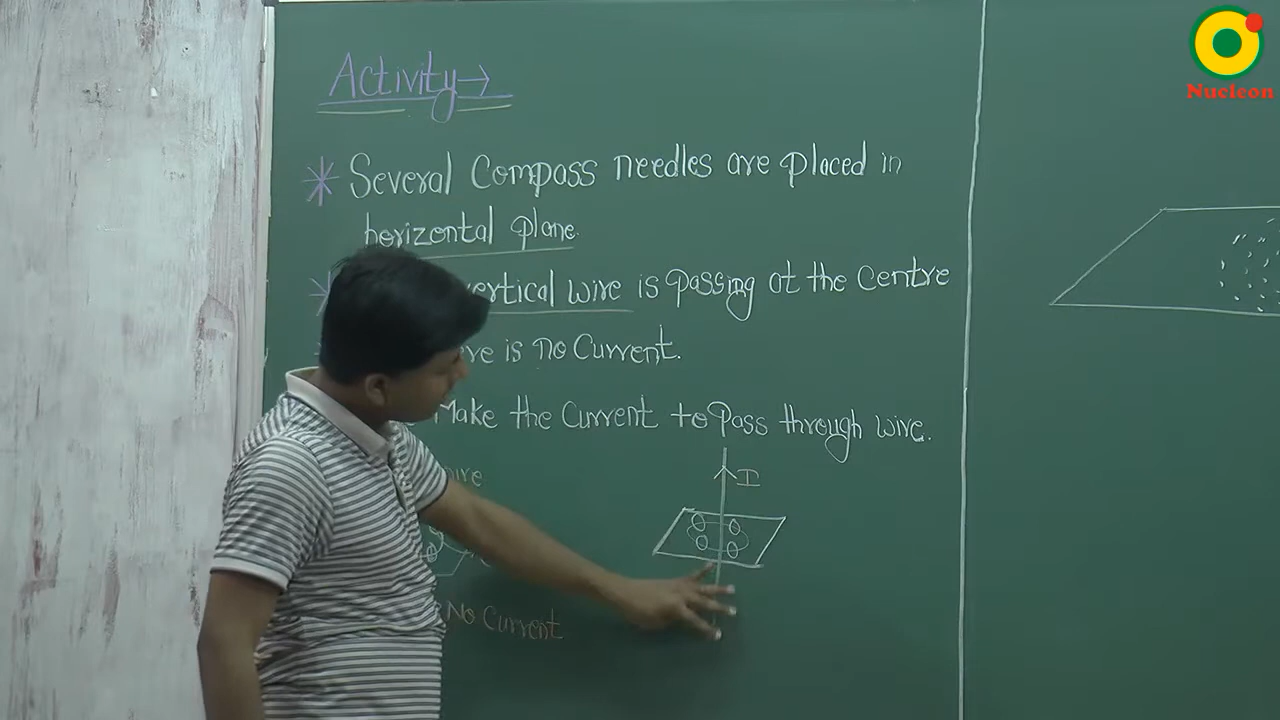 Activity→
Nucleon
* Several Compass needles are placed in
horizontal plane.
vertical wire is passing at the Centre
is no Current.
Make the Current to Pass through wire.
I
No Current